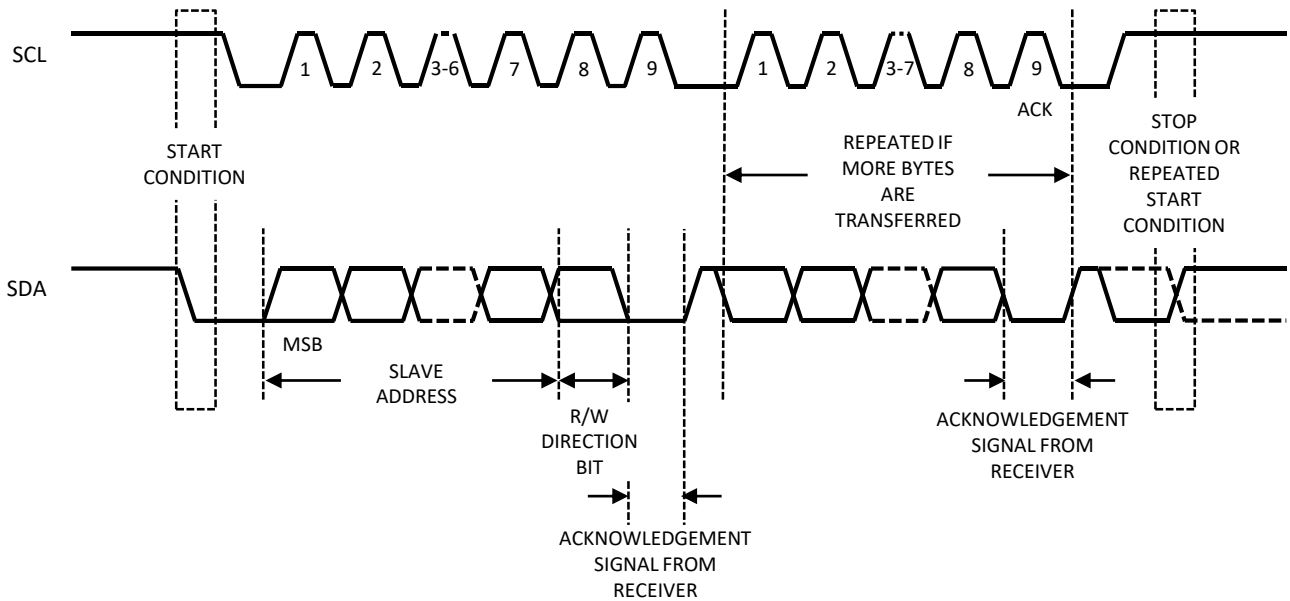 SCL
1
2
3-6
7
8
9
1
2
3-7
8
9
ACK
START
CONDITION
REPEATED IF
MORE BYTES
ARE
TRANSFERRED
STOP
CONDITION OR
REPEATED
START
CONDITION
SDA
MSB
SLAVE
ADDRESS
R/W
DIRECTION
BIT
ACKNOWLEDGEMENT
SIGNAL FROM
RECEIVER
ACKNOWLEDGEMENT
SIGNAL FROM
RECEIVER